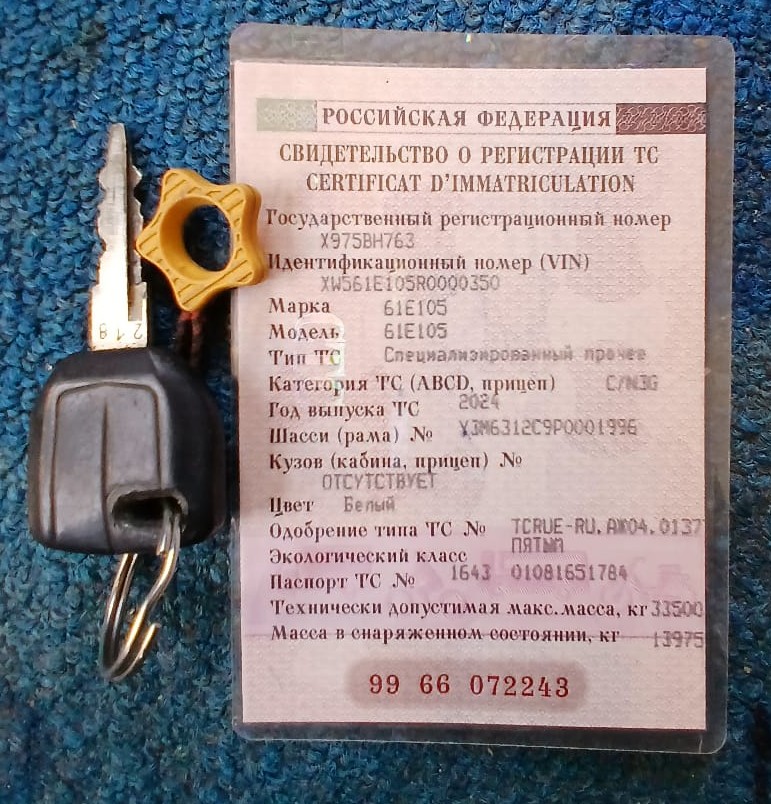 РОССИЙСКАЯ ФЕДЕРАЦИЯ
СВИДЕТЕЛЬСТВО О РЕГИСТРАЦИИ ТС
CERTIFICAT D'IMMATRICULATION
Государственный регистрационный номер
Х975ВН763
Идентификационный номер (VIN)
XW561E105R0000350
Марка 61E105
Модель 61E105
Тип ТС Специализированный прочее
Категория ТС (ABCD, прицеп) C/N3G
Год выпуска ТС 2024
Шасси (рама) № Y3M6312C9P0001996
Кузов (кабина, прицеп) №
ОТСУТСТВУЕТ
Цвет Белый
Одобрение типа ТС № TCRUE-RU.АЖ04.0137
Экологический класс ПЯТЫЙ
Паспорт ТС № 1643 01081651784
Технически допустимая макс.масса, кг 33500
Масса в снаряженном состоянии, кг 13975
99 66 072243
218